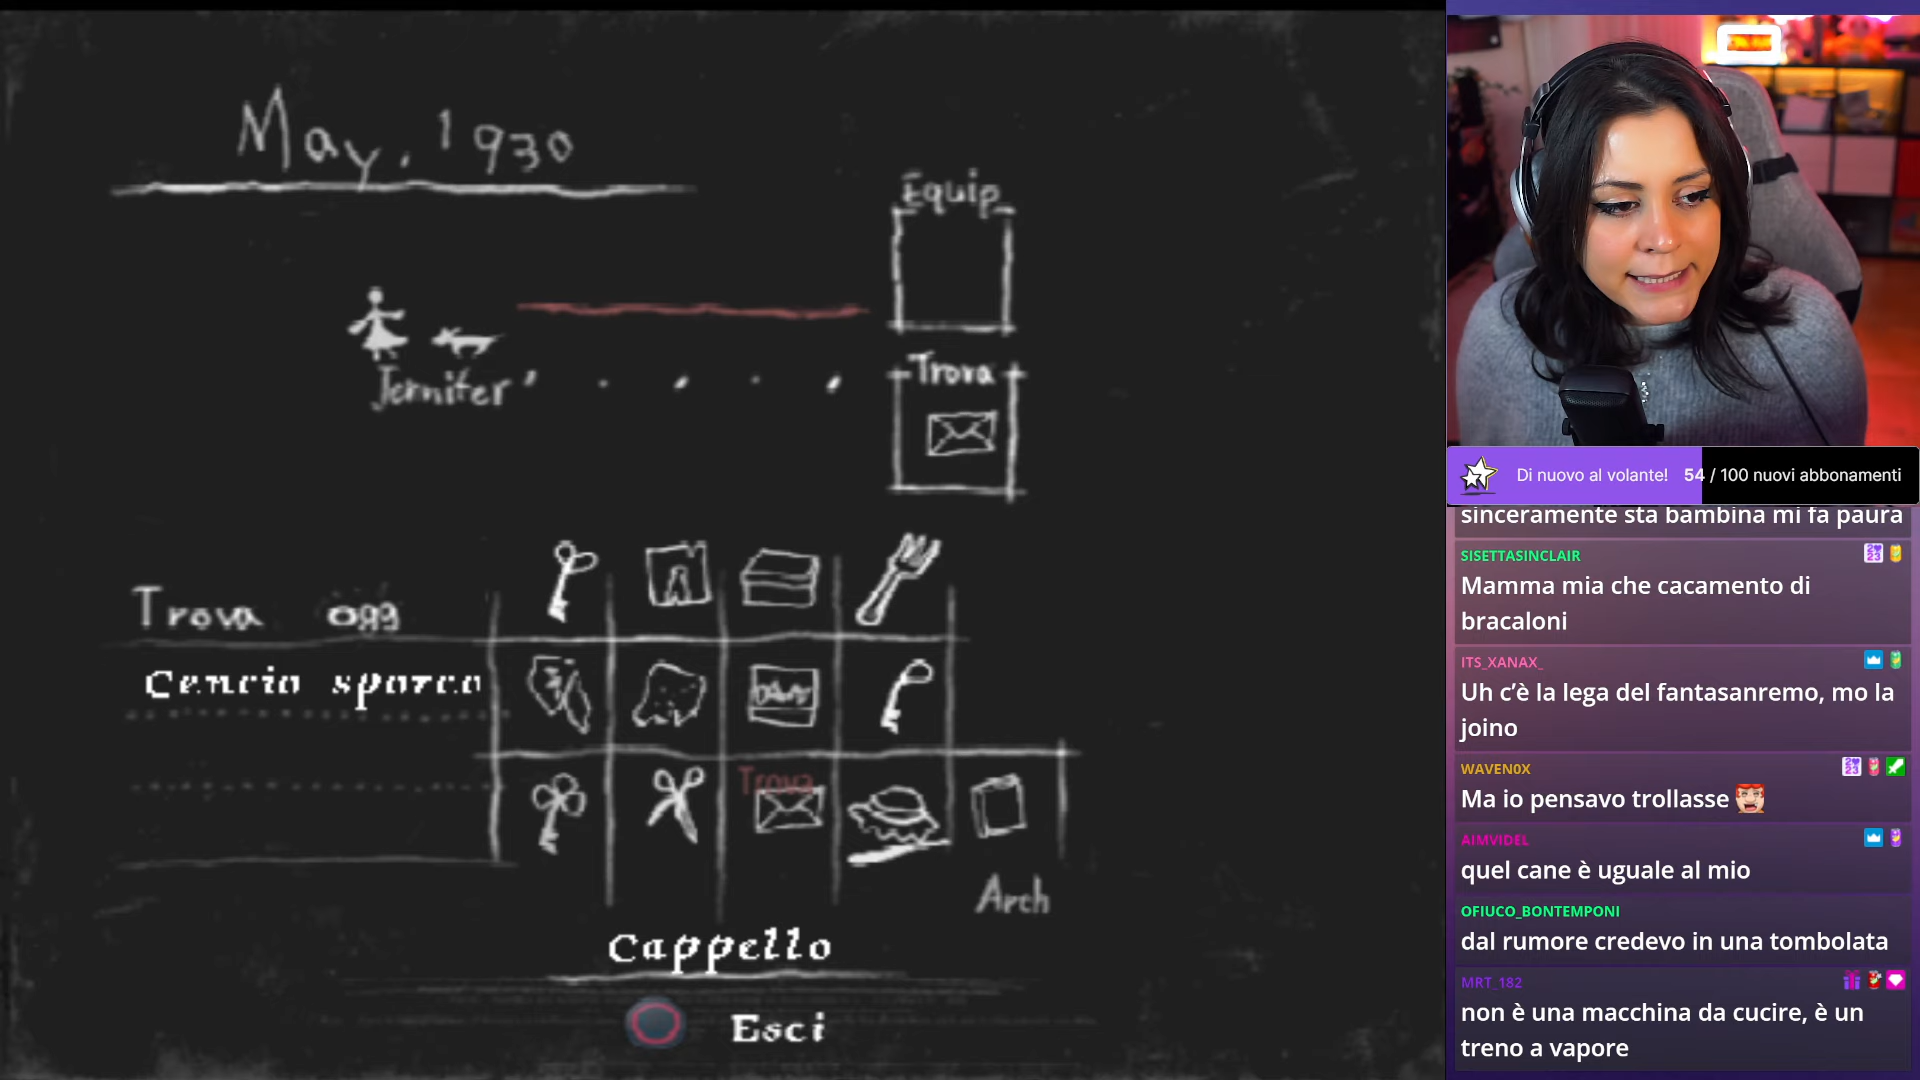 May, 1930
Equip
Jennifer
Trova
Trova ogg
Cencio sporco
Trova
Arch
Cappello
Esci
Di nuovo al volante! 54 / 100 nuovi abbonamenti
sinceramente sta bambina mi fa paura
SISETTASINCLAIR
Mamma mia che cacamento di
bracaloni
ITS_XANAX_
Uh c’è la lega del fantasanremo, mo la
joino
WAVEN0X
Ma io pensavo trollasse
AIMVIDEL
quel cane è uguale al mio
OFIUCO_BONTEMPONI
dal rumore credevo in una tombolata
MRT_182
non è una macchina da cucire, è un
treno a vapore